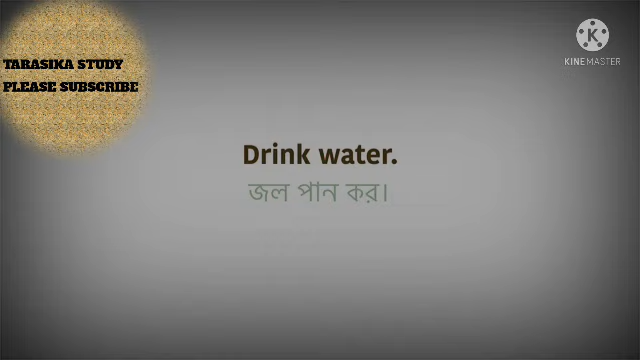 TARASIKA STUDY
PLEASE SUBSCRIBE
K
KINEMASTER
Drink water.
জল পান কর।